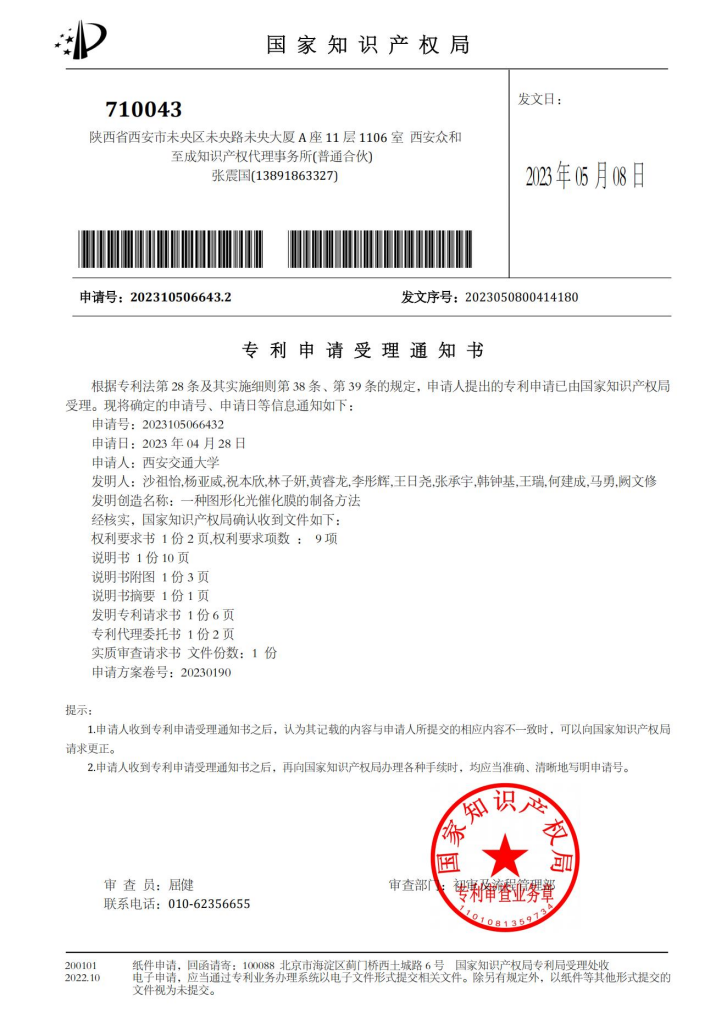 国家知识产权局
710043
陕西省西安市未央区未央路未央大厦 A 座 11 层 1106 室 西安众和
至成知识产权代理事务所(普通合伙)
张震国(13891863327)
发文日：
2023 年 05 月 08 日
申请号：202310506643.2
发文序号：2023050800414180
专利申请受理通知书
根据专利法第 28 条及其实施细则第 38 条、第 39 条的规定，申请人提出的专利申请已由国家知识产权局
受理。现将确定的申请号、申请日等信息通知如下：
申请号：2023105066432
申请日：2023 年 04 月 28 日
申请人：西安交通大学
发明人：沙祖怡,杨亚威,祝本欣,林子妍,黄睿龙,李彤辉,王日尧,张承宇,韩钟基,王瑞,何建成,马勇,阙文修
发明创造名称：一种图形化光催化膜的制备方法
经核实，国家知识产权局确认收到文件如下：
权利要求书 1 份 2 页,权利要求项数 ： 9 项
说明书 1 份 10 页
说明书附图 1 份 3 页
说明书摘要 1 份 1 页
发明专利请求书 1 份 6 页
专利代理委托书 1 份 2 页
实质审查请求书 文件份数：1 份
申请方案卷号：20230190
提示：
1.申请人收到专利申请受理通知书之后，认为其记载的内容与申请人所提交的相应内容不一致时，可以向国家知识产权局
请求更正。
2.申请人收到专利申请受理通知书之后，再向国家知识产权局办理各种手续时，均应当准确、清晰地写明申请号。
审 查 员：屈健
审查部门：初审及流程管理部
联系电话：010-62356655
国家知识产权局
专利审查业务章
1101081359734
200101 纸件申请，回函请寄：100088 北京市海淀区蓟门桥西土城路 6 号 国家知识产权局专利局受理处收
2022.10 电子申请，应当通过专利业务办理系统以电子文件形式提交相关文件。除另有规定外，以纸件等其他形式提交的
文件视为未提交。